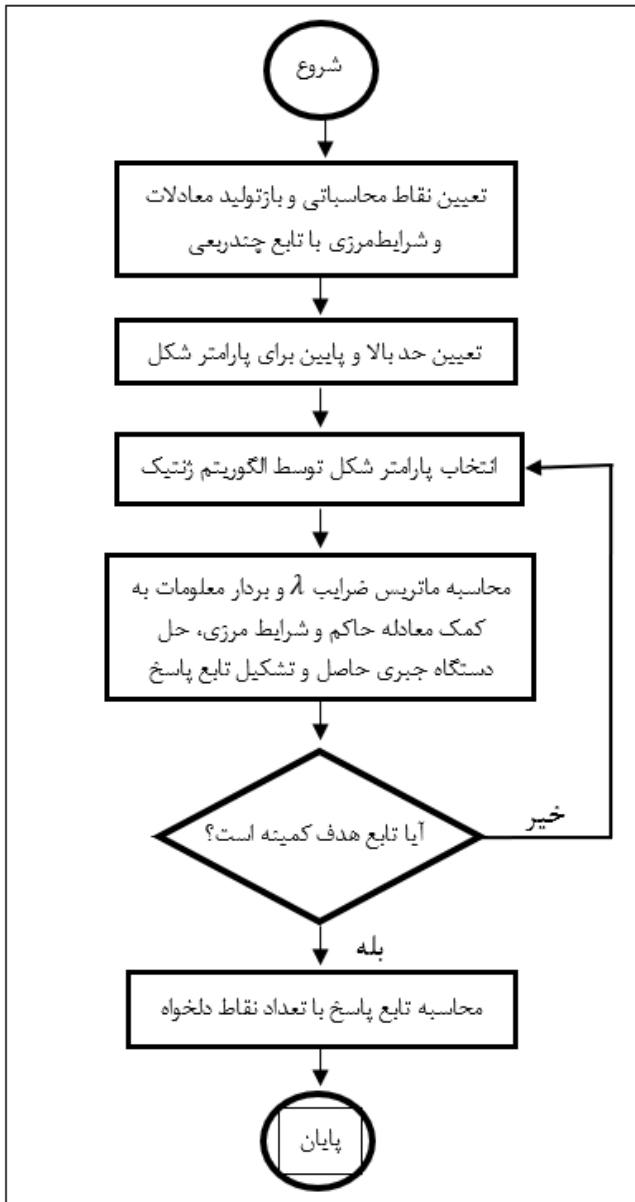 شروع
تعیین نقاط محاسباتی و بازتولید معادلات
و شرایط‌مرزی با تابع چندربعی
تعیین حد بالا و پایین برای پارامتر شکل
انتخاب پارامتر شکل توسط الگوریتم ژنتیک
محاسبه ماتریس ضرایب λ و بردار معلومات به
کمک معادله حاکم و شرایط مرزی، حل
دستگاه جبری حاصل و تشکیل تابع پاسخ
آیا تابع هدف کمینه است؟
خیر
بله
محاسبه تابع پاسخ با تعداد نقاط دلخواه
پایان